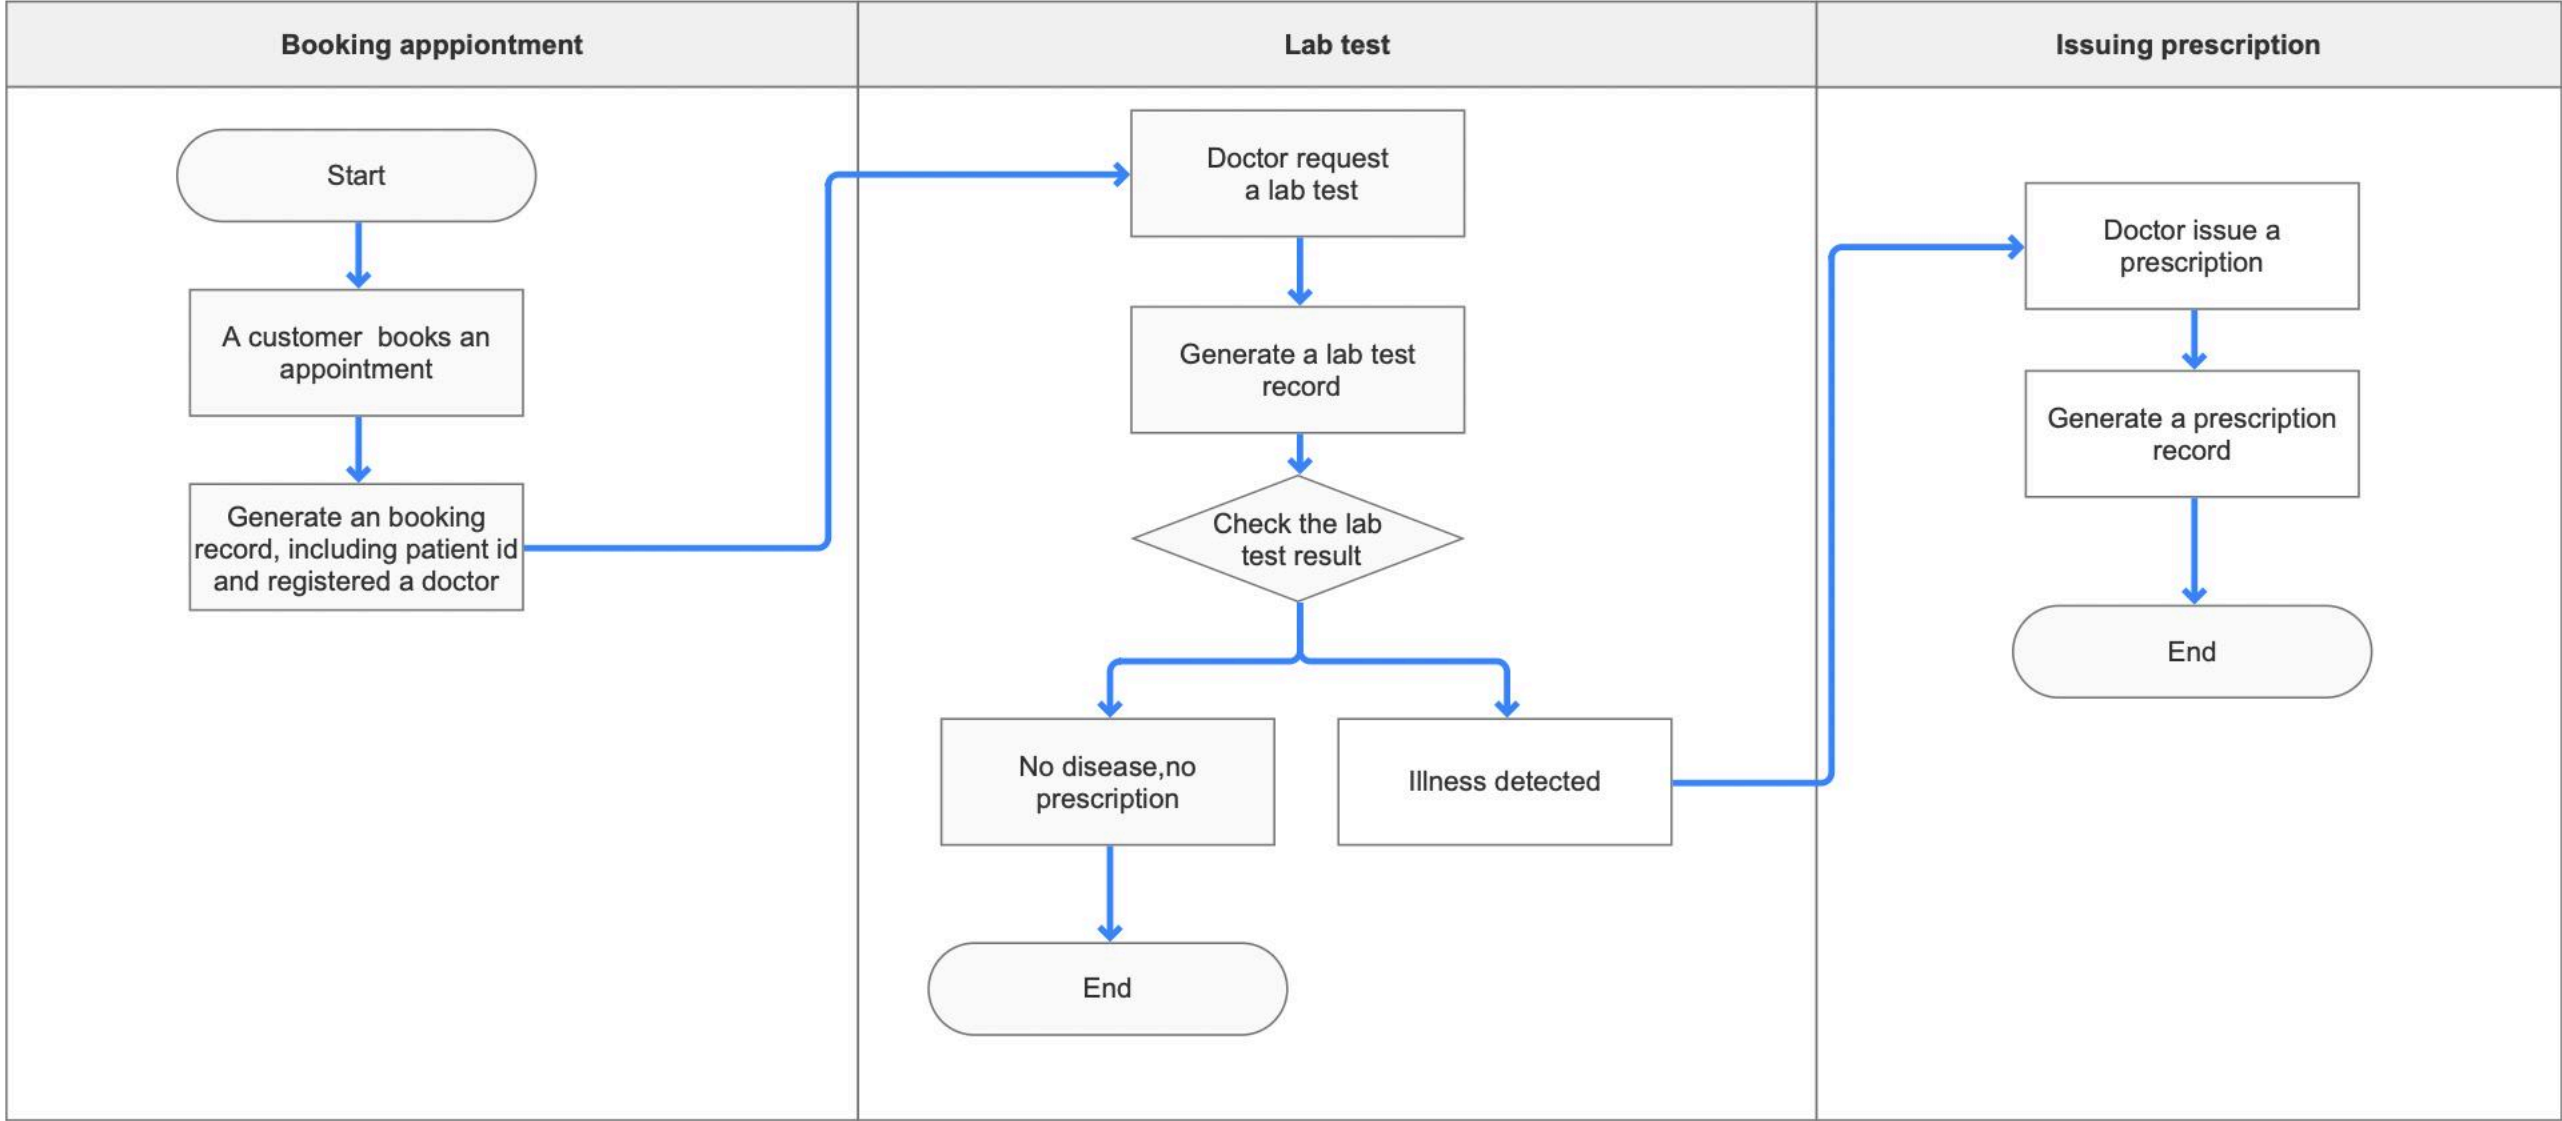 Booking apppiontment
Lab test
Issuing prescription
Start
A customer  books an
appointment
Generate an booking
record, including patient id
and registered a doctor
Doctor request
a lab test
Generate a lab test
record
Check the lab
test result
No disease,no
prescription
Illness detected
End
Doctor issue a
prescription
Generate a prescription
record
End